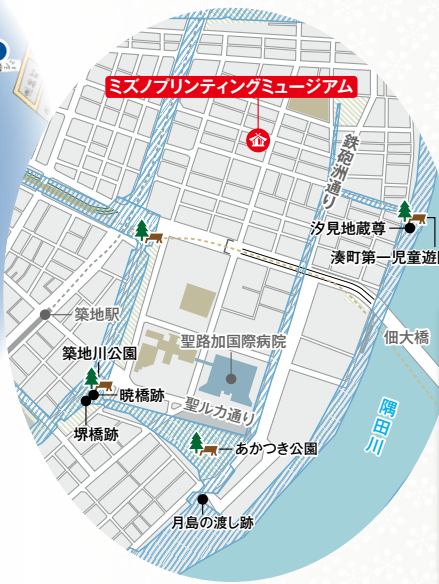 ミズノプリンティングミュージアム
鉄砲洲通り
汐見地蔵尊
湊町第一児童遊
築地駅
聖路加国際病院
佃大橋
築地川公園
暁橋跡
聖ルカ通り
堺橋跡
隅田川
あかつき公園
月島の渡し跡